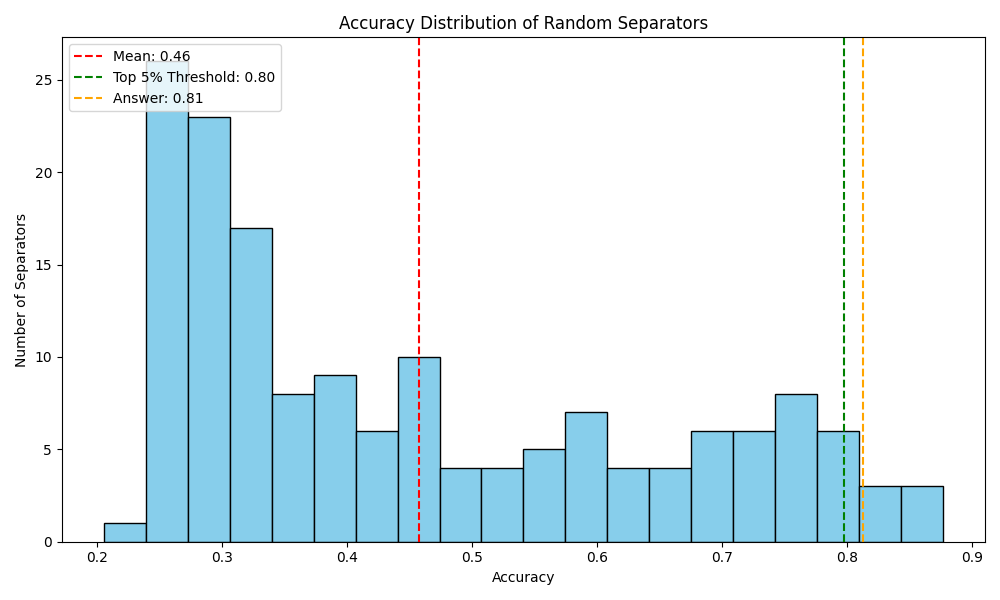 Accuracy Distribution of Random Separators
Mean: 0.46
Top 5% Threshold: 0.80
Answer: 0.81
Number of Separators
25
20
15
10
5
0
0.2 0.3 0.4 0.5 0.6 0.7 0.8 0.9
Accuracy